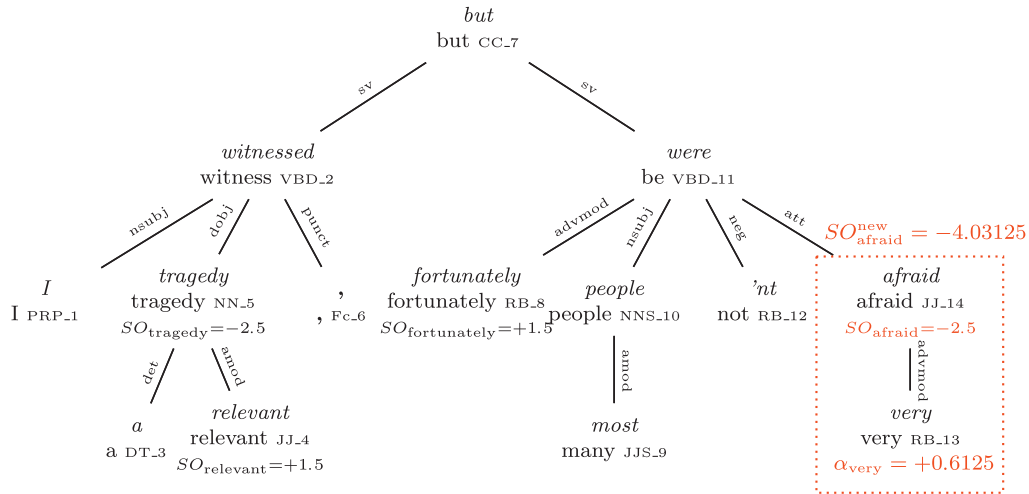 but
but CC_7
sv
sv
witnessed
witness VBD_2
were
be VBD_11
nsubj
dobj
punct
advmod
nsubj
neg
att
SO^new_afraid = −4.03125
I
I PRP_1
tragedy
tragedy NN_5
SO_tragedy=−2.5
,
, Fc_6
fortunately
fortunately RB_8
SO_fortunately=+1.5
people
people NNS_10
'nt
not RB_12
afraid
afraid JJ_14
SO_afraid=−2.5
det
amod
amod
advmod
a
a DT_3
relevant
relevant JJ_4
SO_relevant=+1.5
most
many JJS_9
very
very RB_13
α_very = +0.6125